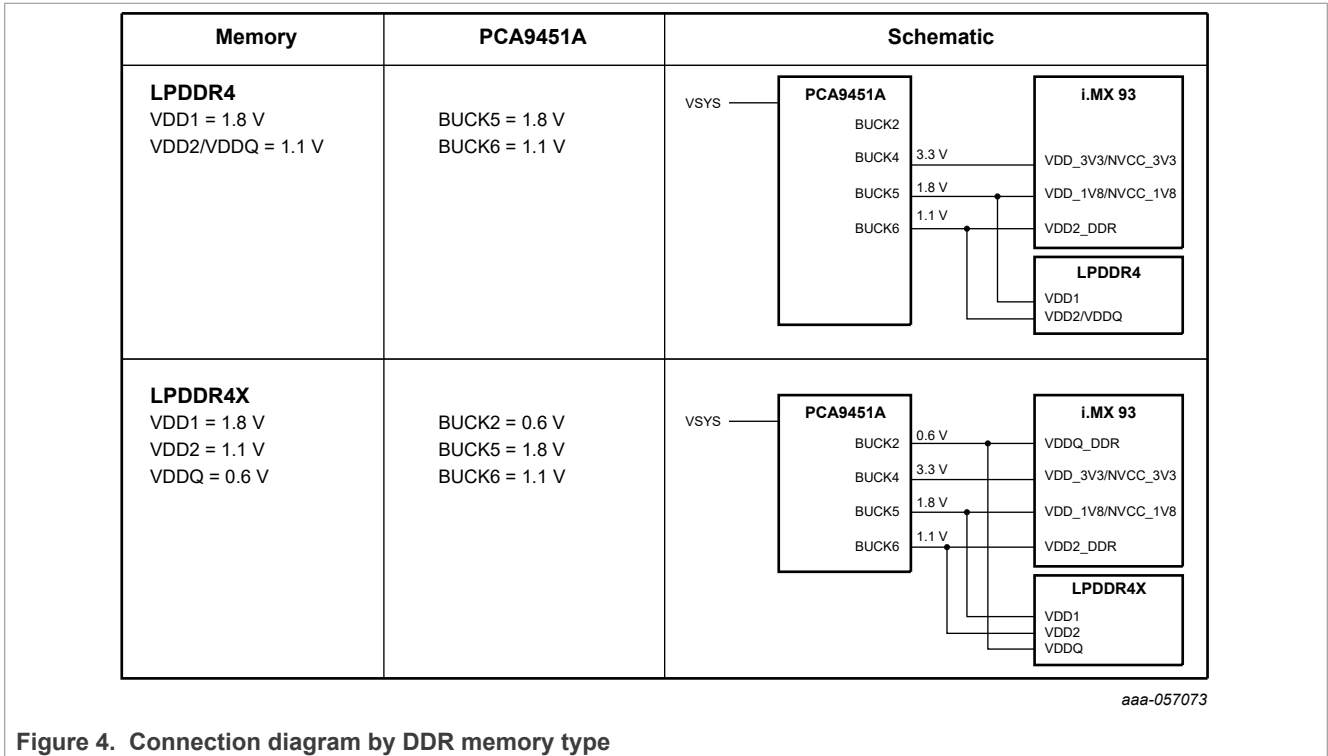 Memory
PCA9451A
Schematic
LPDDR4
VDD1 = 1.8 V
VDD2/VDDQ = 1.1 V
BUCK5 = 1.8 V
BUCK6 = 1.1 V
VSYS
PCA9451A
BUCK2
BUCK4
BUCK5
BUCK6
3.3 V
1.8 V
1.1 V
i.MX 93
VDD_3V3/NVCC_3V3
VDD_1V8/NVCC_1V8
VDD2_DDR
LPDDR4
VDD1
VDD2/VDDQ
LPDDR4X
VDD1 = 1.8 V
VDD2 = 1.1 V
VDDQ = 0.6 V
BUCK2 = 0.6 V
BUCK5 = 1.8 V
BUCK6 = 1.1 V
VSYS
PCA9451A
BUCK2
BUCK4
BUCK5
BUCK6
0.6 V
3.3 V
1.8 V
1.1 V
i.MX 93
VDDQ_DDR
VDD_3V3/NVCC_3V3
VDD_1V8/NVCC_1V8
VDD2_DDR
LPDDR4X
VDD1
VDD2
VDDQ
aaa-057073
Figure 4. Connection diagram by DDR memory type